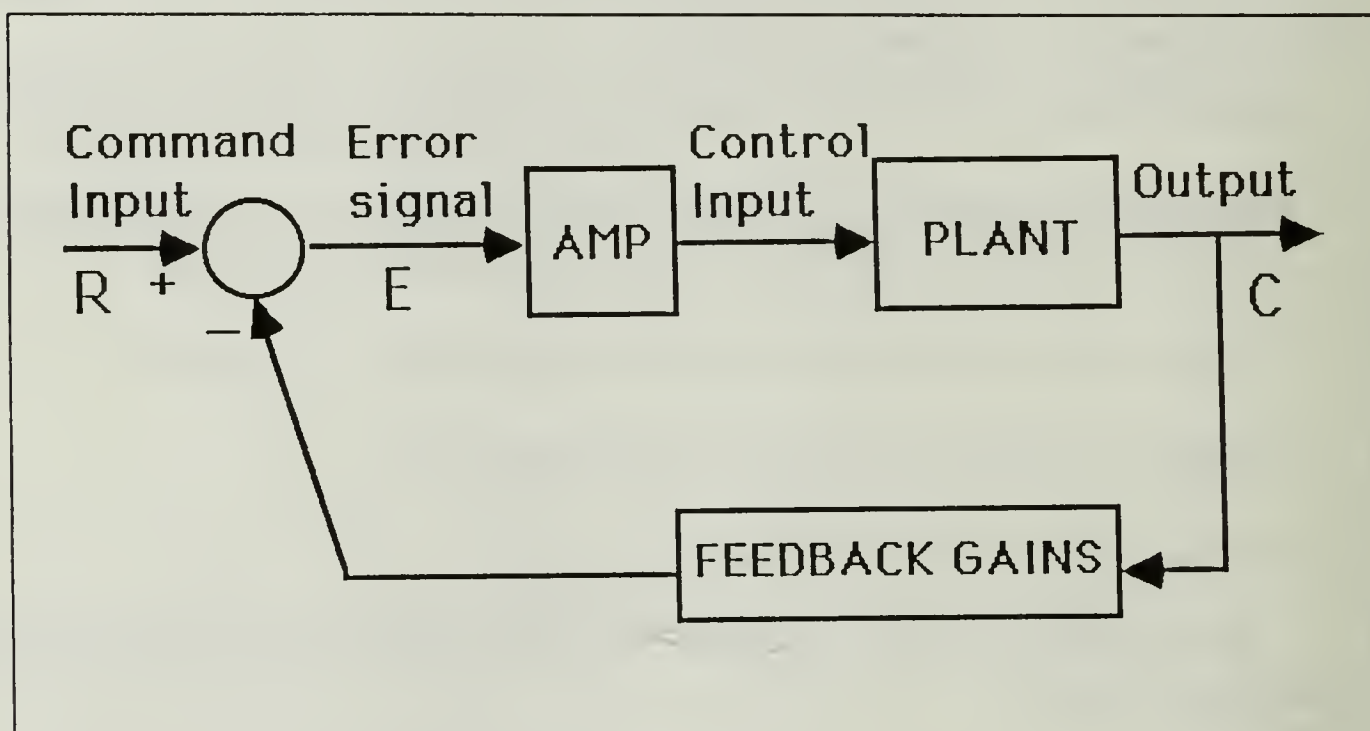 Command
Input
R +
−
Error
signal
E
AMP
Control
Input
PLANT
Output
C
FEEDBACK GAINS